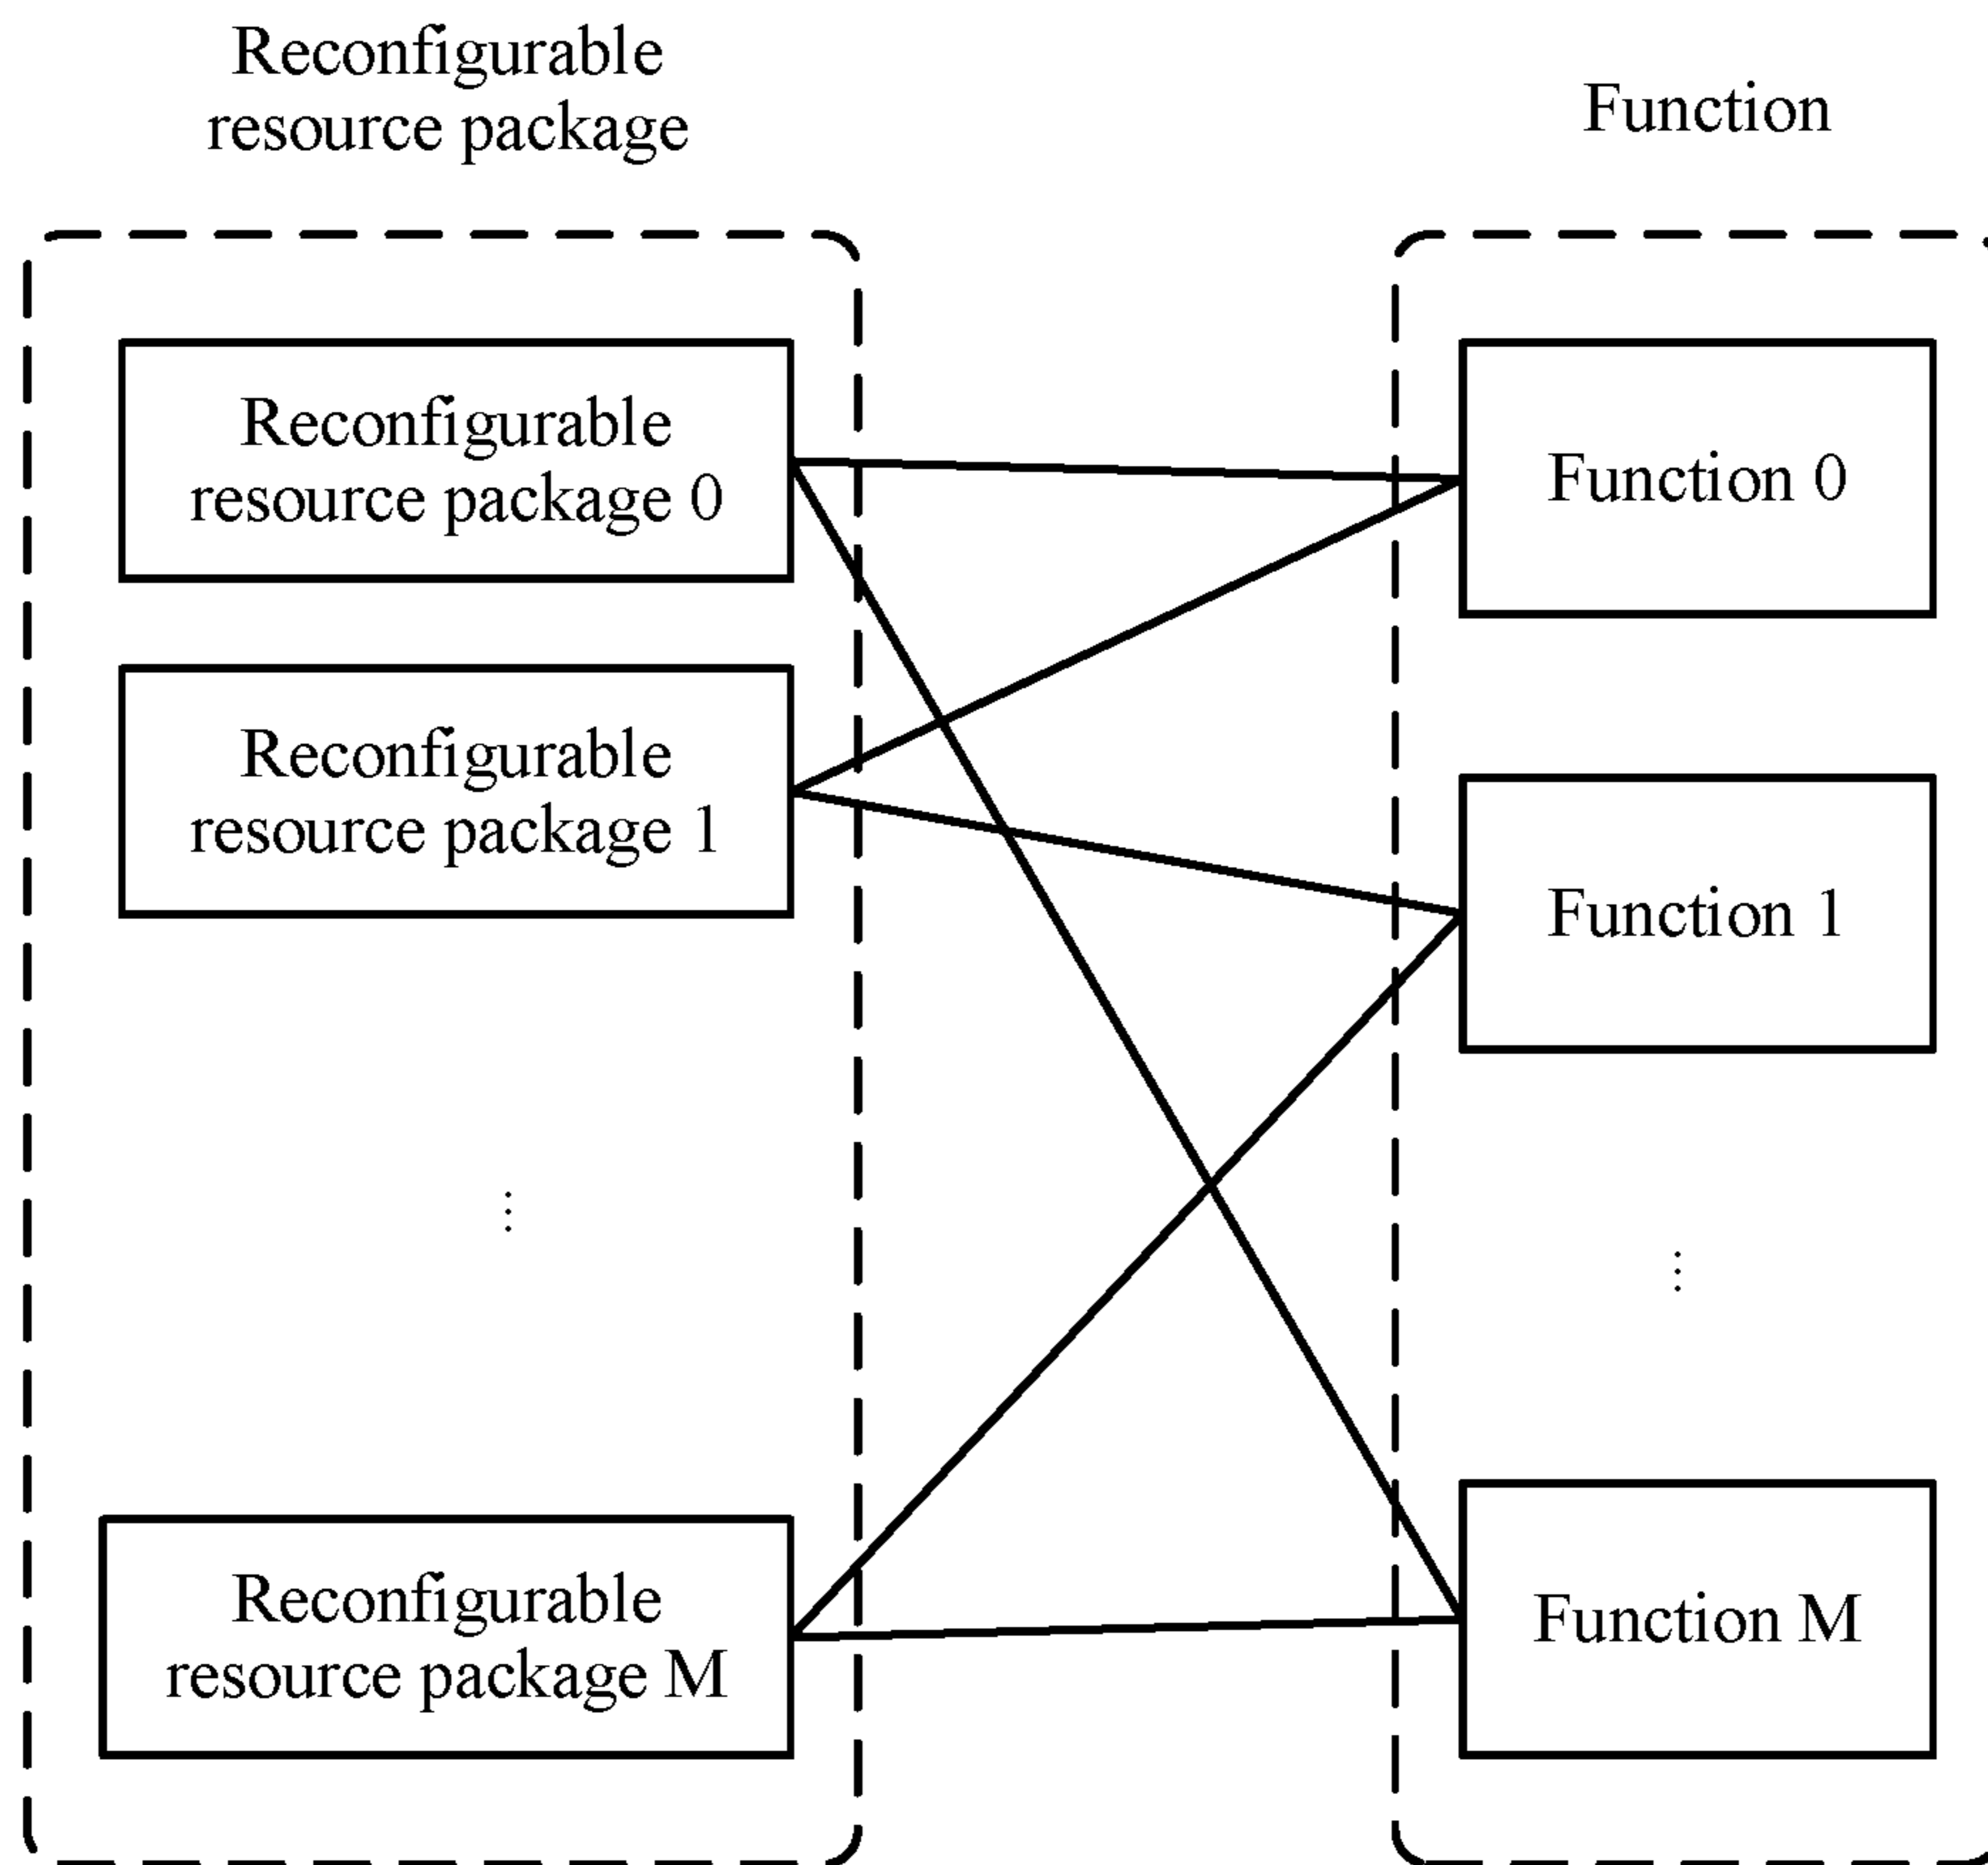 Reconfigurable
resource package
Function
Reconfigurable
resource package 0
Reconfigurable
resource package 1
⋮
Reconfigurable
resource package M
Function 0
Function 1
⋮
Function M